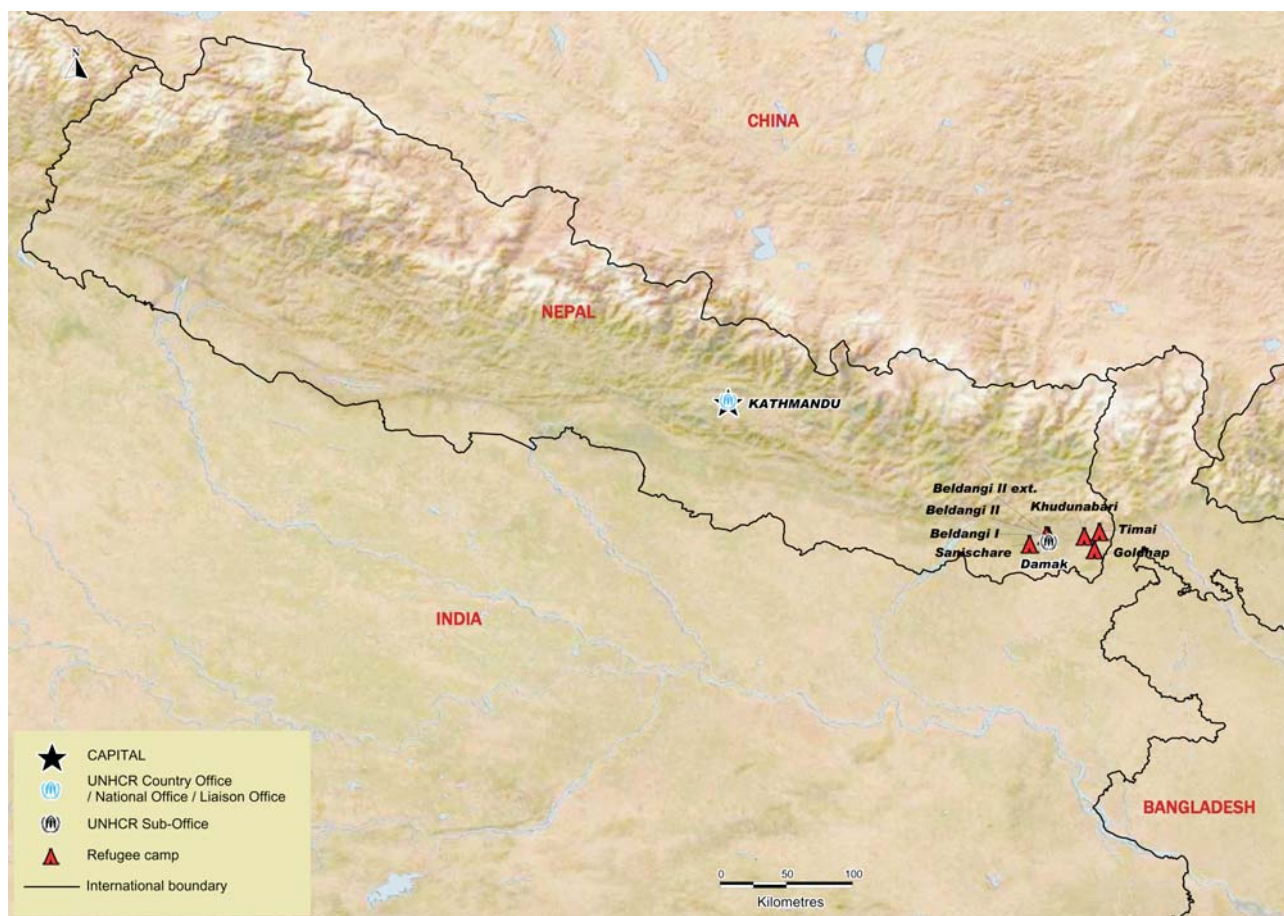 N
CHINA
NEPAL
KATHMANDU
Beldangi II ext.
Beldangi II
Khudunabari
Beldangi I
Timai
Sanischare
Goldhap
Damak
INDIA
BANGLADESH
CAPITAL
UNHCR Country Office
/ National Office / Liaison Office
UNHCR Sub-Office
Refugee camp
International boundary
0 50 100
Kilometres